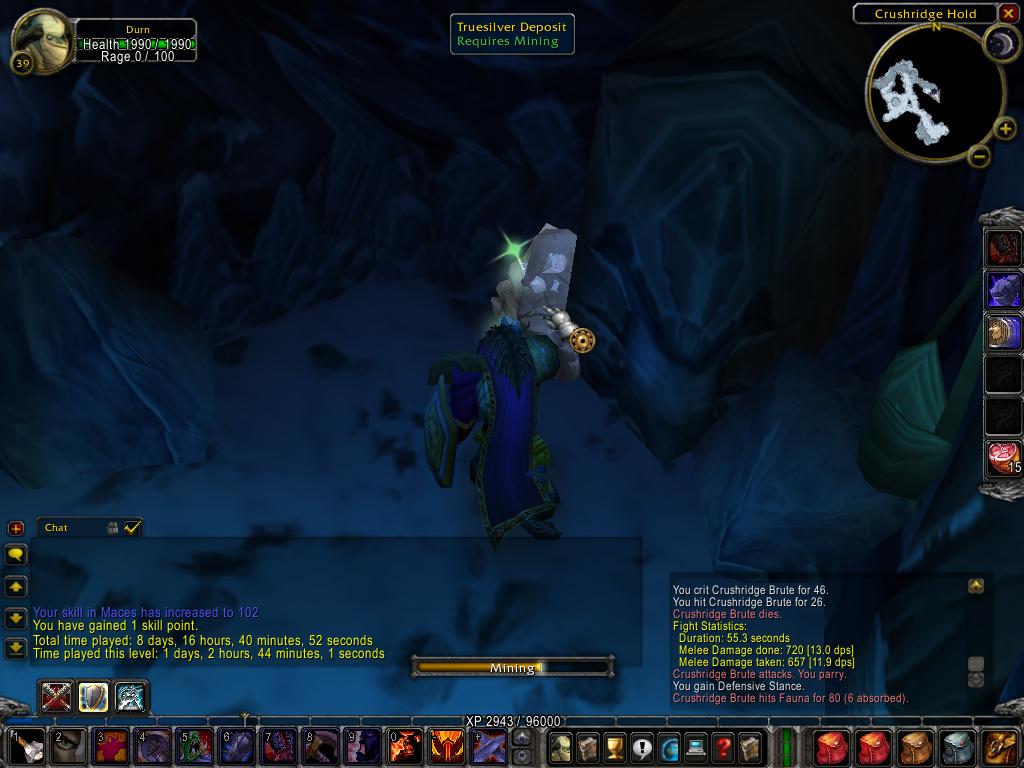 Durn
Health 1990 / 1990
Rage 0 / 100
39
Truesilver Deposit
Requires Mining
Crushridge Hold
N
15
Chat
Your skill in Maces has increased to 102
You have gained 1 skill point.
Total time played: 8 days, 16 hours, 40 minutes, 52 seconds
Time played this level: 1 days, 2 hours, 44 minutes, 1 seconds
You crit Crushridge Brute for 46.
You hit Crushridge Brute for 26.
Crushridge Brute dies.
Fight Statistics:
Duration: 55.3 seconds
Melee Damage done: 720 [13.0 dps]
Melee Damage taken: 657 [11.9 dps]
Crushridge Brute attacks. You parry.
You gain Defensive Stance.
Crushridge Brute hits Fauna for 80 (6 absorbed).
Mining
XP 2943 / 96000
1 2 3 4 5 6 7 8 9 0 - +